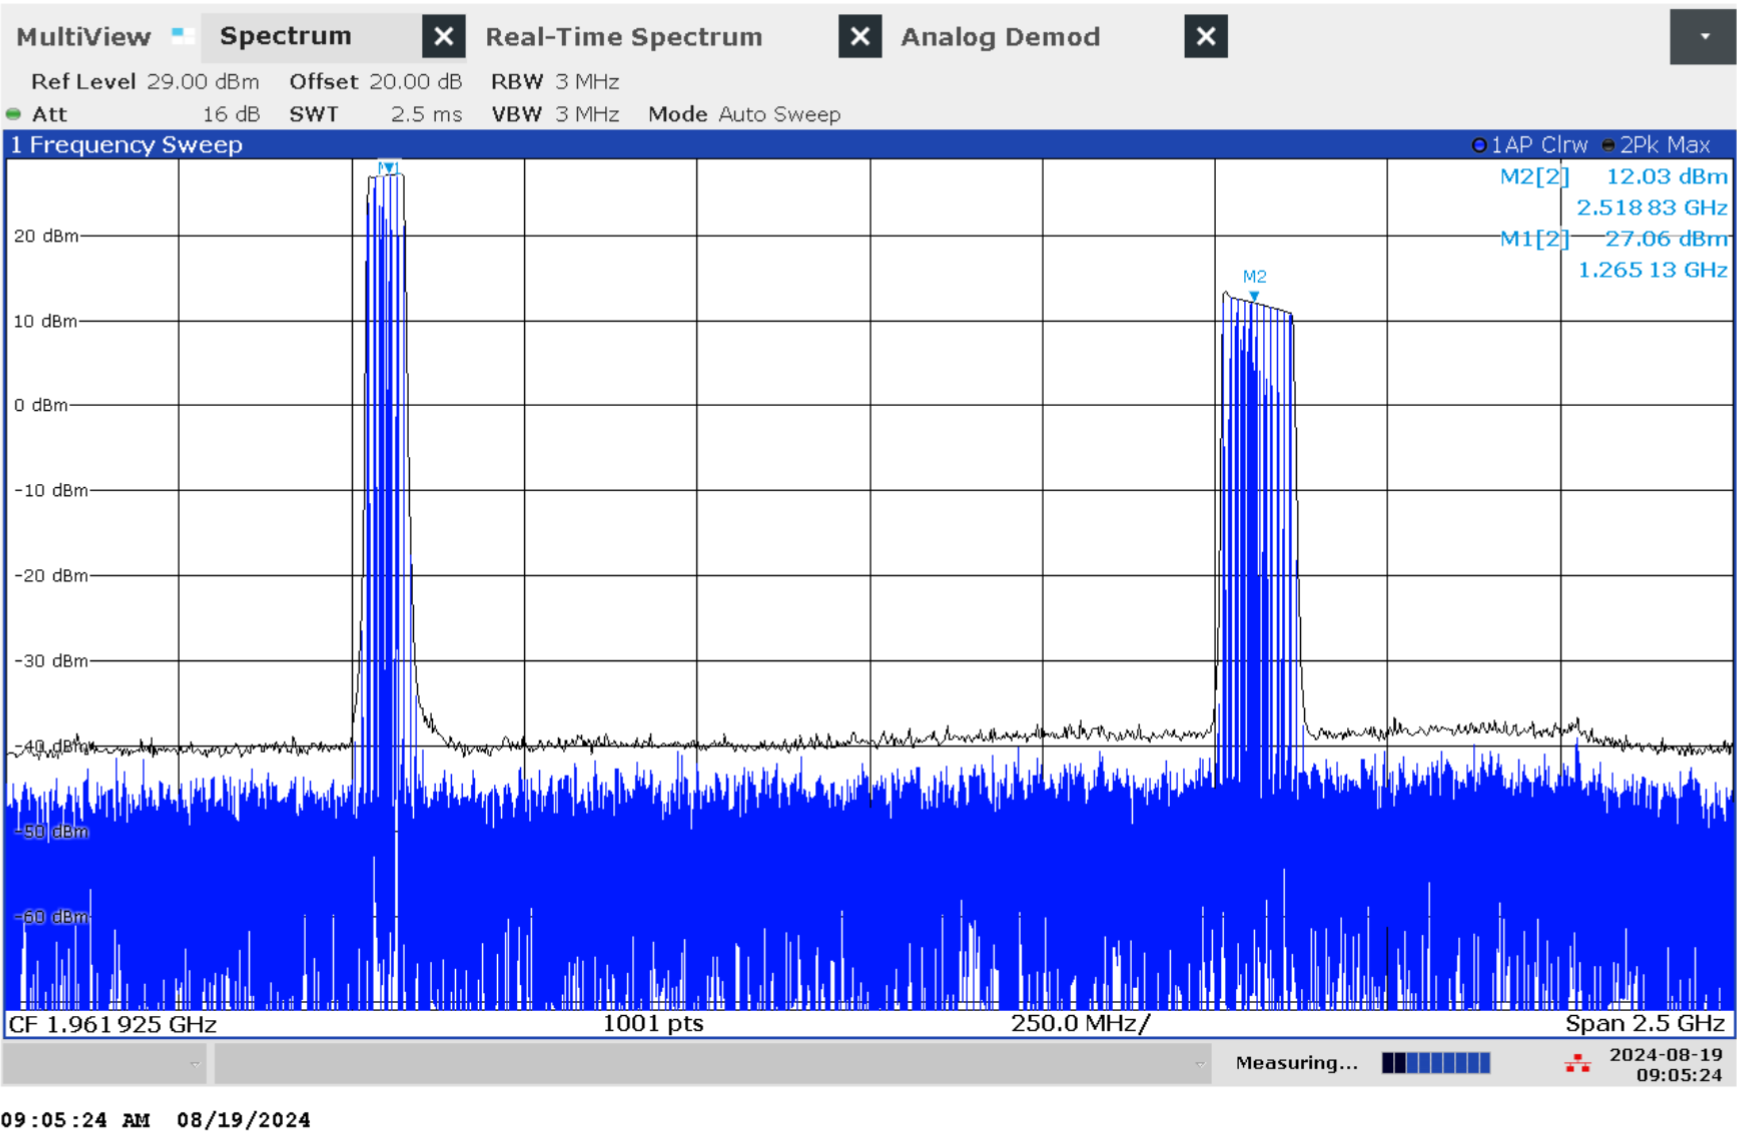 MultiView Spectrum Real-Time Spectrum Analog Demod
Ref Level 29.00 dBm Offset 20.00 dB RBW 3 MHz
Att 16 dB SWT 2.5 ms VBW 3 MHz Mode Auto Sweep
1 Frequency Sweep 1AP Clrw 2Pk Max
M1
M2[2] 12.03 dBm
2.518 83 GHz
20 dBm
M1[2] 27.06 dBm
1.265 13 GHz
M2
10 dBm
0 dBm
-10 dBm
-20 dBm
-30 dBm
-40 dBm
-50 dBm
-60 dBm
CF 1.961925 GHz 1001 pts 250.0 MHz/ Span 2.5 GHz
Measuring... 2024-08-19
09:05:24
09:05:24 AM 08/19/2024